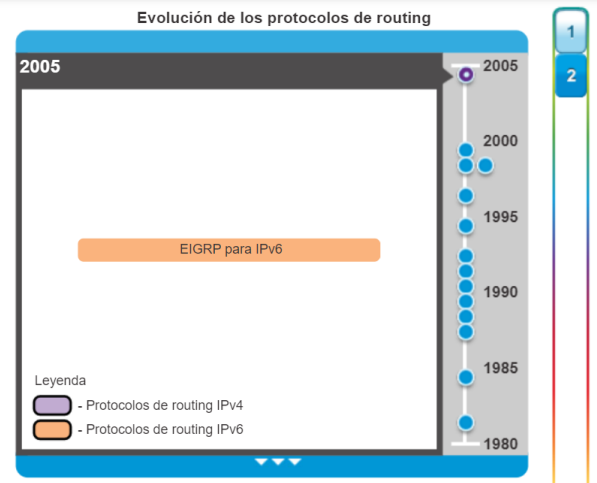 Evolución de los protocolos de routing
1
2
2005
2005
2000
1995
1990
1985
1980
EIGRP para IPv6
Leyenda
- Protocolos de routing IPv4
- Protocolos de routing IPv6